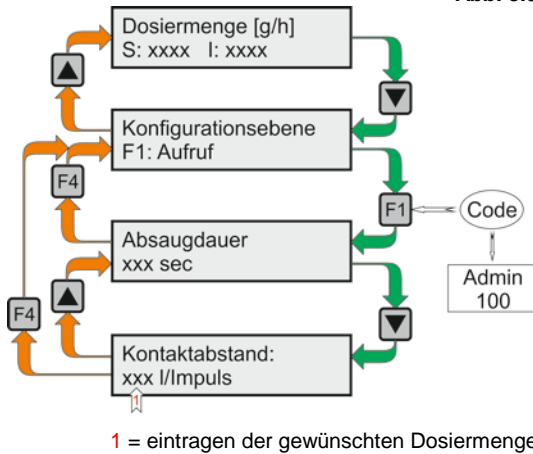 Dosiermenge [g/h]
S: xxxx I: xxxx
Konfigurationsebene
F1: Aufruf
F4
F1
Code
Absaugdauer
xxx sec
Admin
100
F4
Kontaktabstand:
xxx l/Impuls
1
1 = eintragen der gewünschten Dosiermenge